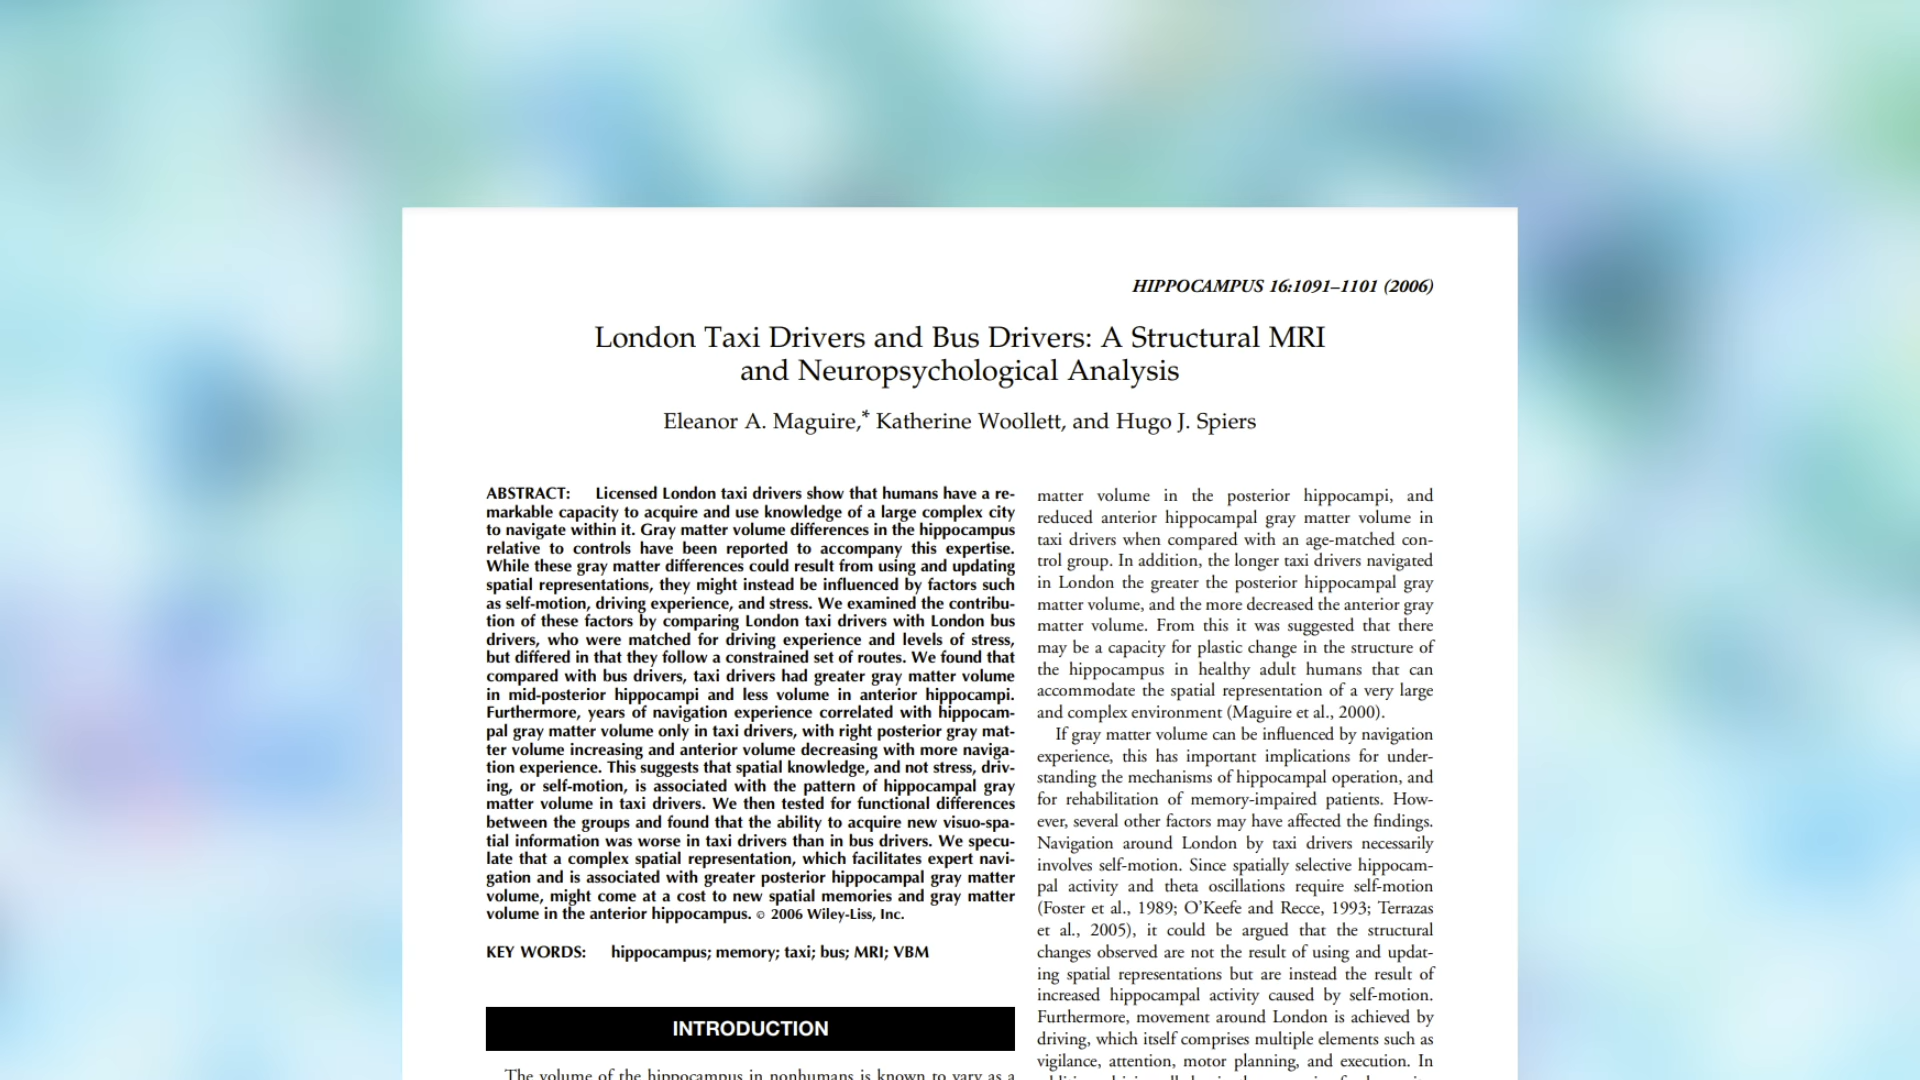 HIPPOCAMPUS 16:1091–1101 (2006)
London Taxi Drivers and Bus Drivers: A Structural MRI
and Neuropsychological Analysis
Eleanor A. Maguire,* Katherine Woollett, and Hugo J. Spiers
ABSTRACT: Licensed London taxi drivers show that humans have a re-
markable capacity to acquire and use knowledge of a large complex city
to navigate within it. Gray matter volume differences in the hippocampus
relative to controls have been reported to accompany this expertise.
While these gray matter differences could result from using and updating
spatial representations, they might instead be influenced by factors such
as self-motion, driving experience, and stress. We examined the contribu-
tion of these factors by comparing London taxi drivers with London bus
drivers, who were matched for driving experience and levels of stress,
but differed in that they follow a constrained set of routes. We found that
compared with bus drivers, taxi drivers had greater gray matter volume
in mid-posterior hippocampi and less volume in anterior hippocampi.
Furthermore, years of navigation experience correlated with hippocam-
pal gray matter volume only in taxi drivers, with right posterior gray mat-
ter volume increasing and anterior volume decreasing with more naviga-
tion experience. This suggests that spatial knowledge, and not stress, driv-
ing, or self-motion, is associated with the pattern of hippocampal gray
matter volume in taxi drivers. We then tested for functional differences
between the groups and found that the ability to acquire new visuo-spa-
tial information was worse in taxi drivers than in bus drivers. We specu-
late that a complex spatial representation, which facilitates expert navi-
gation and is associated with greater posterior hippocampal gray matter
volume, might come at a cost to new spatial memories and gray matter
volume in the anterior hippocampus. © 2006 Wiley-Liss, Inc.
KEY WORDS: hippocampus; memory; taxi; bus; MRI; VBM
INTRODUCTION
The volume of the hippocampus in nonhumans is known to vary as a
matter volume in the posterior hippocampi, and
reduced anterior hippocampal gray matter volume in
taxi drivers when compared with an age-matched con-
trol group. In addition, the longer taxi drivers navigated
in London the greater the posterior hippocampal gray
matter volume, and the more decreased the anterior gray
matter volume. From this it was suggested that there
may be a capacity for plastic change in the structure of
the hippocampus in healthy adult humans that can
accommodate the spatial representation of a very large
and complex environment (Maguire et al., 2000).
If gray matter volume can be influenced by navigation
experience, this has important implications for under-
standing the mechanisms of hippocampal operation, and
for rehabilitation of memory-impaired patients. How-
ever, several other factors may have affected the findings.
Navigation around London by taxi drivers necessarily
involves self-motion. Since spatially selective hippocam-
pal activity and theta oscillations require self-motion
(Foster et al., 1989; O'Keefe and Recce, 1993; Terrazas
et al., 2005), it could be argued that the structural
changes observed are not the result of using and updat-
ing spatial representations but are instead the result of
increased hippocampal activity caused by self-motion.
Furthermore, movement around London is achieved by
driving, which itself comprises multiple elements such as
vigilance, attention, motor planning, and execution. In